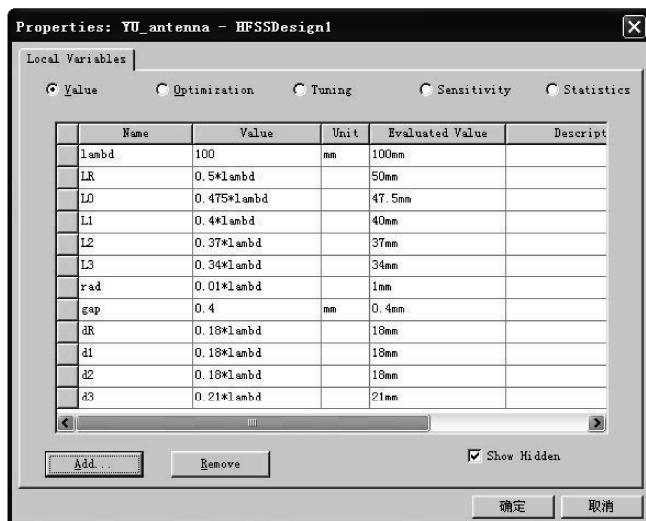 Properties: YU_antenna - HFSSDesign1
Local Variables
Value Optimization Tuning Sensitivity Statistics
Name Value Unit Evaluated Value Descript
lambd 100 mm 100mm
LR 0.5*lambd 50mm
L0 0.475*lambd 47.5mm
L1 0.4*lambd 40mm
L2 0.37*lambd 37mm
L3 0.34*lambd 34mm
rad 0.01*lambd 1mm
gap 0.4 mm 0.4mm
dR 0.18*lambd 18mm
d1 0.18*lambd 18mm
d2 0.18*lambd 18mm
d3 0.21*lambd 21mm
Add... Remove Show Hidden
确定 取消